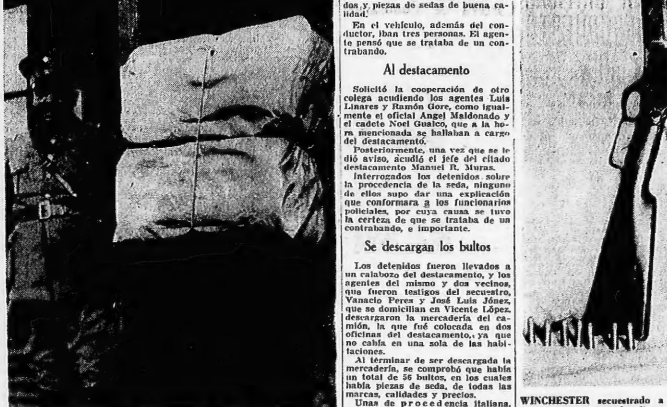 das, y piezas de sedas de buena ca-
lidad.
En el vehículo, además del con-
ductor, iban tres personas. El agen-
te pensó que se trataba de un con-
trabando.
Al destacamento
Solicitó la cooperación de otro
colega acudiendo los agentes Luis
Linares y Ramón Gore, como igual-
mente el oficial Angel Maldonado y
el cadete Noel Gualco, que a la ho-
ra mencionada se hallaban a cargo
del destacamento.
Posteriormente, una vez que se le
dió aviso, acudió el jefe del citado
destacamento Manuel R. Muras.
Interrogados los detenidos sobre
la procedencia de la seda, ninguno
de ellos supo dar una explicación
que conformara a los funcionarios
policiales, por cuya causa se tuvo
la certeza de que se trataba de un
contrabando, e importante.
Se descargan los bultos
Los detenidos fueron llevados a
un calabozo del destacamento, y los
agentes del mismo y dos vecinos,
que fueron testigos del secuestro,
Vanacio Peres y José Luis Jónez,
que se domicilian en Vicente López,
descargaron la mercadería del ca-
mión, la que fué colocada en dos
oficinas del destacamento, ya que
no cabía en una sola de las habi-
taciones.
Al términar de ser descargada la
mercadería, se comprobó que había
un total de 56 bultos, en los cuales
había piezas de seda, de todas las
marcas, calidades y precios.
Unas de procedencia italiana,
WINCHESTER secuestrado a